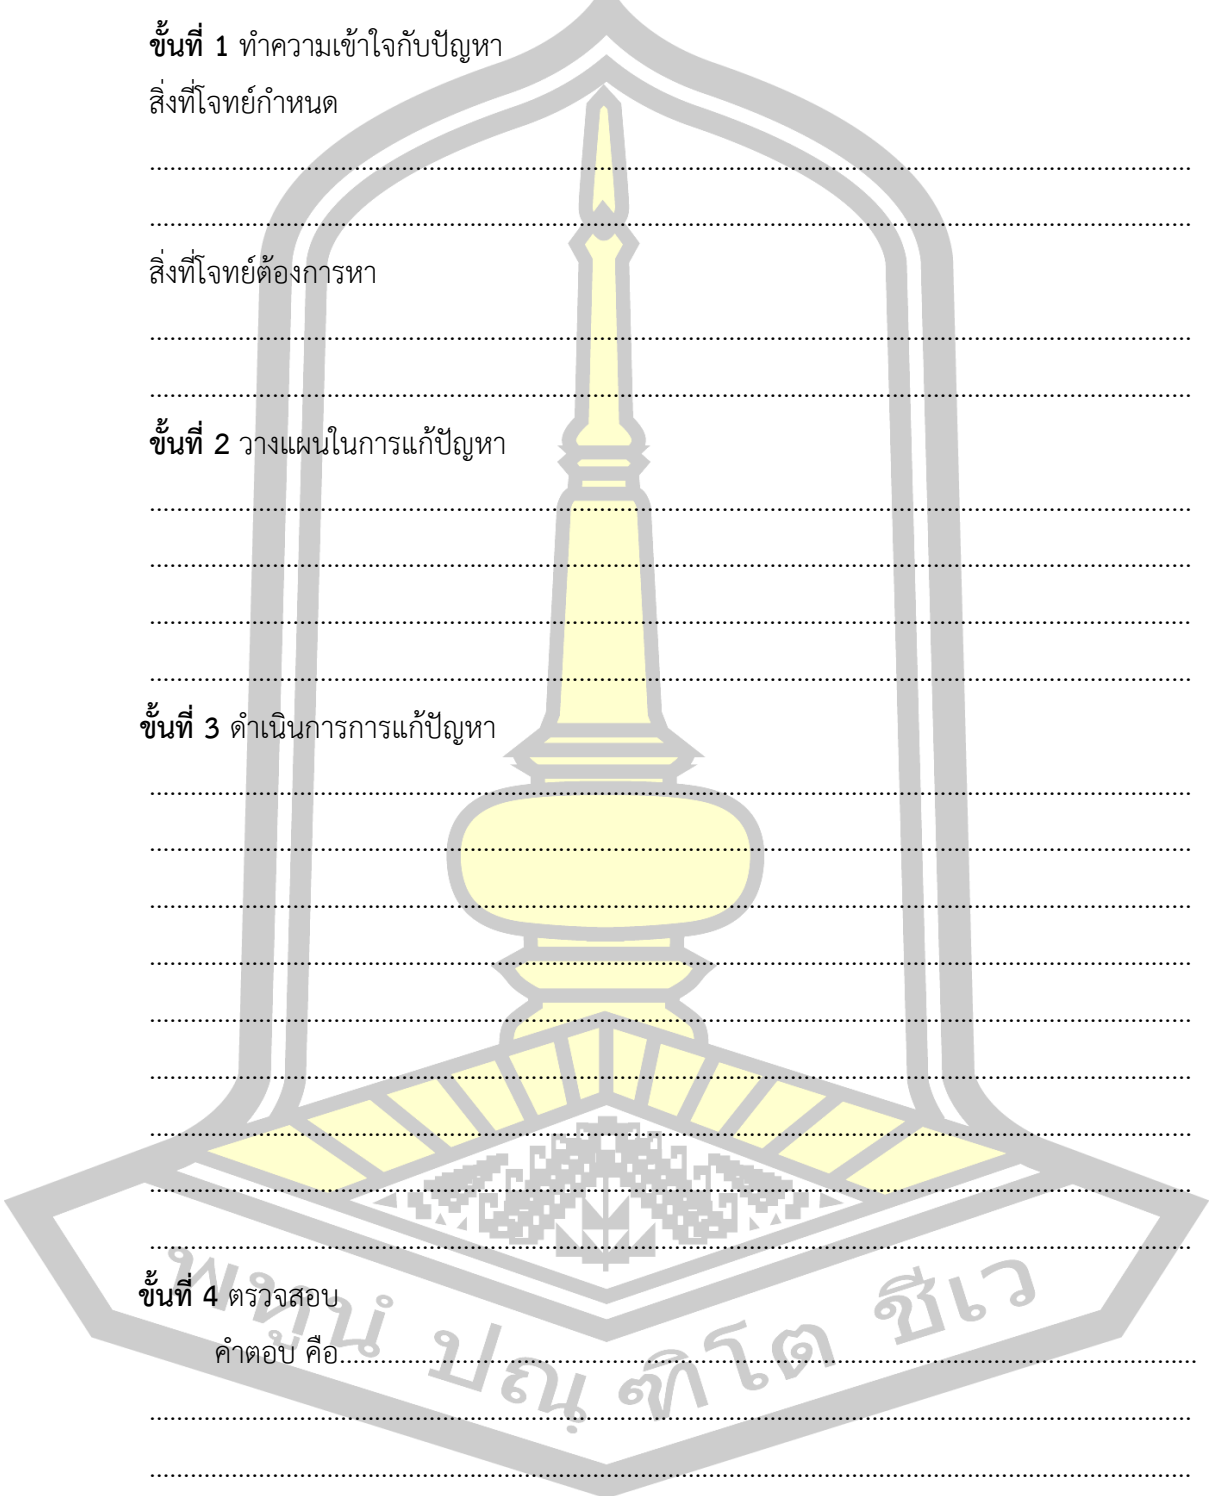 ขั้นที่ 1 ทำความเข้าใจกับปัญหา
สิ่งที่โจทย์กำหนด
สิ่งที่โจทย์ต้องการหา
ขั้นที่ 2 วางแผนในการแก้ปัญหา
ขั้นที่ 3 ดำเนินการการแก้ปัญหา
ขั้นที่ 4 ตรวจสอบ
คำตอบ คือ
พหูนํ ปณฺฑิโต ชีเว